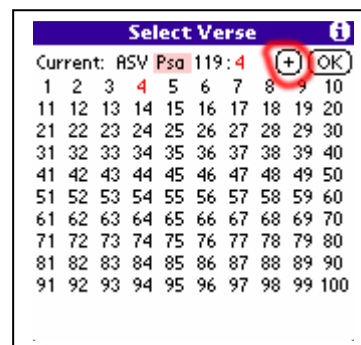 Select Verse i
Current: ASV Psa 119:4 + OK
1 2 3 4 5 6 7 8 9 10
11 12 13 14 15 16 17 18 19 20
21 22 23 24 25 26 27 28 29 30
31 32 33 34 35 36 37 38 39 40
41 42 43 44 45 46 47 48 49 50
51 52 53 54 55 56 57 58 59 60
61 62 63 64 65 66 67 68 69 70
71 72 73 74 75 76 77 78 79 80
81 82 83 84 85 86 87 88 89 90
91 92 93 94 95 96 97 98 99 100